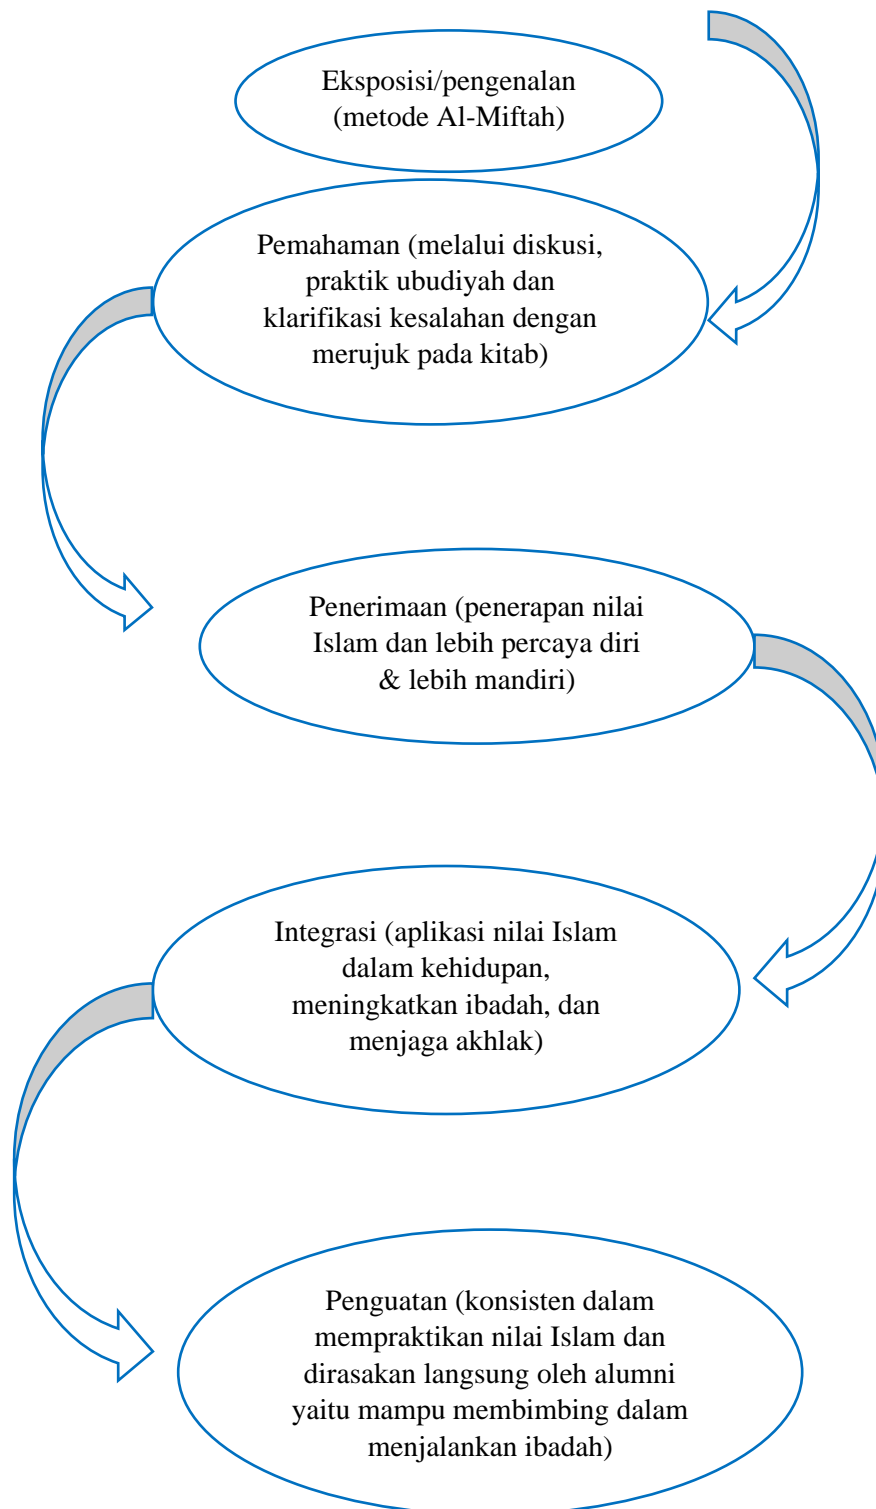 Eksposisi/pengenalan
(metode Al-Miftah)
Pemahaman (melalui diskusi,
praktik ubudiyah dan
klarifikasi kesalahan dengan
merujuk pada kitab)
Penerimaan (penerapan nilai
Islam dan lebih percaya diri
& lebih mandiri)
Integrasi (aplikasi nilai Islam
dalam kehidupan,
meningkatkan ibadah, dan
menjaga akhlak)
Penguatan (konsisten dalam
mempraktikan nilai Islam dan
dirasakan langsung oleh alumni
yaitu mampu membimbing dalam
menjalankan ibadah)